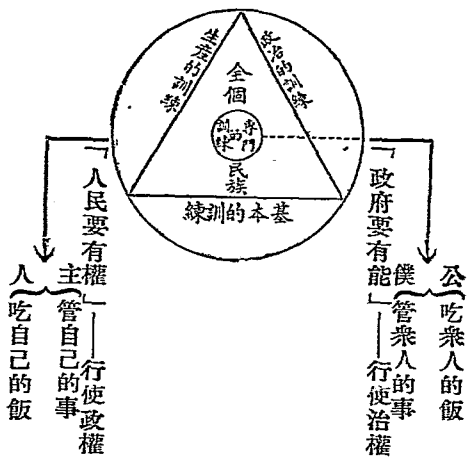 政治的訓練
生產的訓練
基本的訓練
全個
民族
專門的訓練
「政府要有能」——行使治權
公僕
吃衆人的飯
管衆人的事
「人民要有權」——行使政權
主人
管自己的事
吃自己的飯